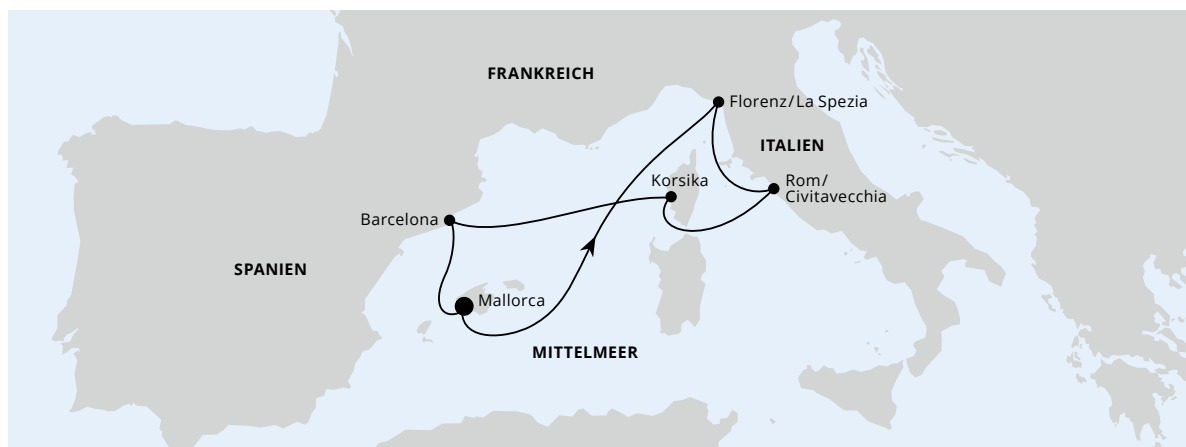 FRANKREICH
Florenz/La Spezia
ITALIEN
Korsika
Rom/
Civitavecchia
Barcelona
SPANIEN
Mallorca
MITTELMEER